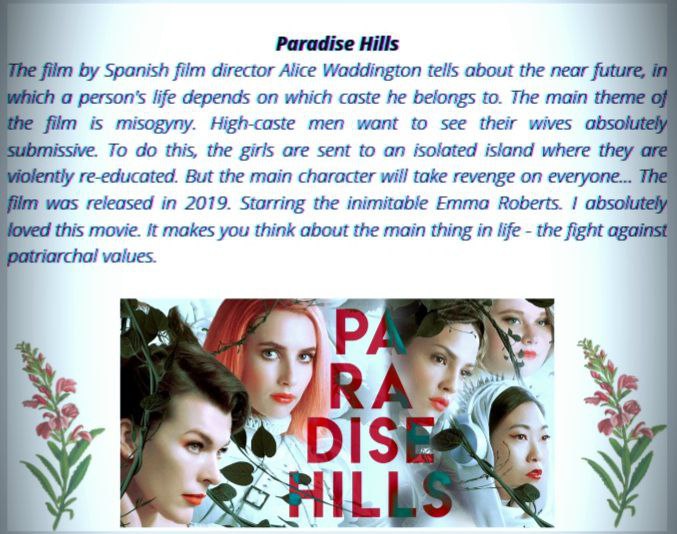 Paradise Hills
The film by Spanish film director Alice Waddington tells about the near future, in
which a person's life depends on which caste he belongs to. The main theme of
the film is misogyny. High-caste men want to see their wives absolutely
submissive. To do this, the girls are sent to an isolated island where they are
violently re-educated. But the main character will take revenge on everyone... The
film was released in 2019. Starring the inimitable Emma Roberts. I absolutely
loved this movie. It makes you think about the main thing in life - the fight against
patriarchal values.
PA
RA
DISE
HILLS